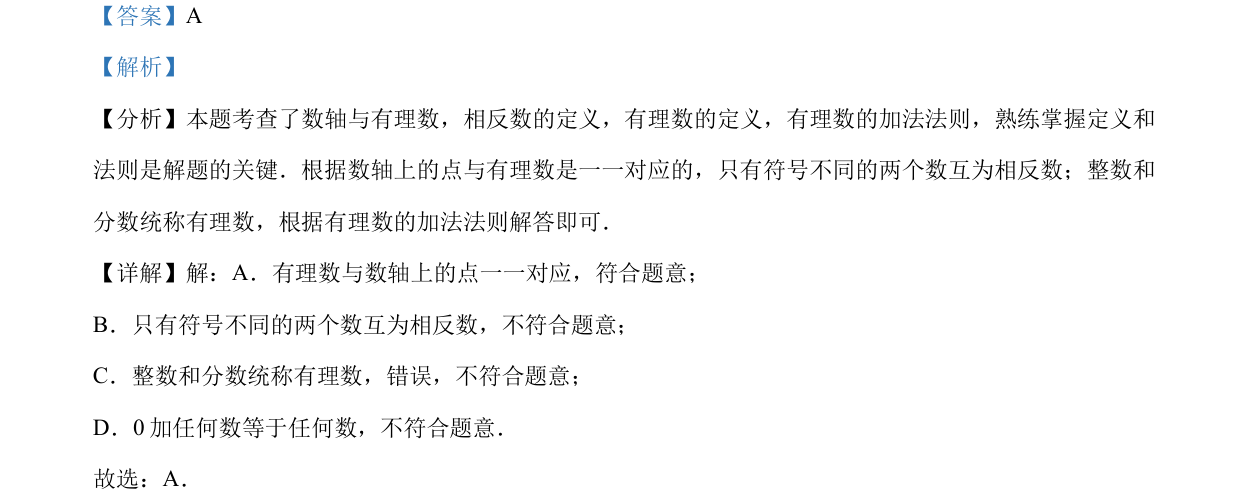 【答案】A
【解析】
【分析】本题考查了数轴与有理数，相反数的定义，有理数的定义，有理数的加法法则，熟练掌握定义和
法则是解题的关键．根据数轴上的点与有理数是一一对应的，只有符号不同的两个数互为相反数；整数和
分数统称有理数，根据有理数的加法法则解答即可．
【详解】解：A．有理数与数轴上的点一一对应，符合题意；
B．只有符号不同的两个数互为相反数，不符合题意；
C．整数和分数统称有理数，错误，不符合题意；
D．0 加任何数等于任何数，不符合题意．
故选：A．